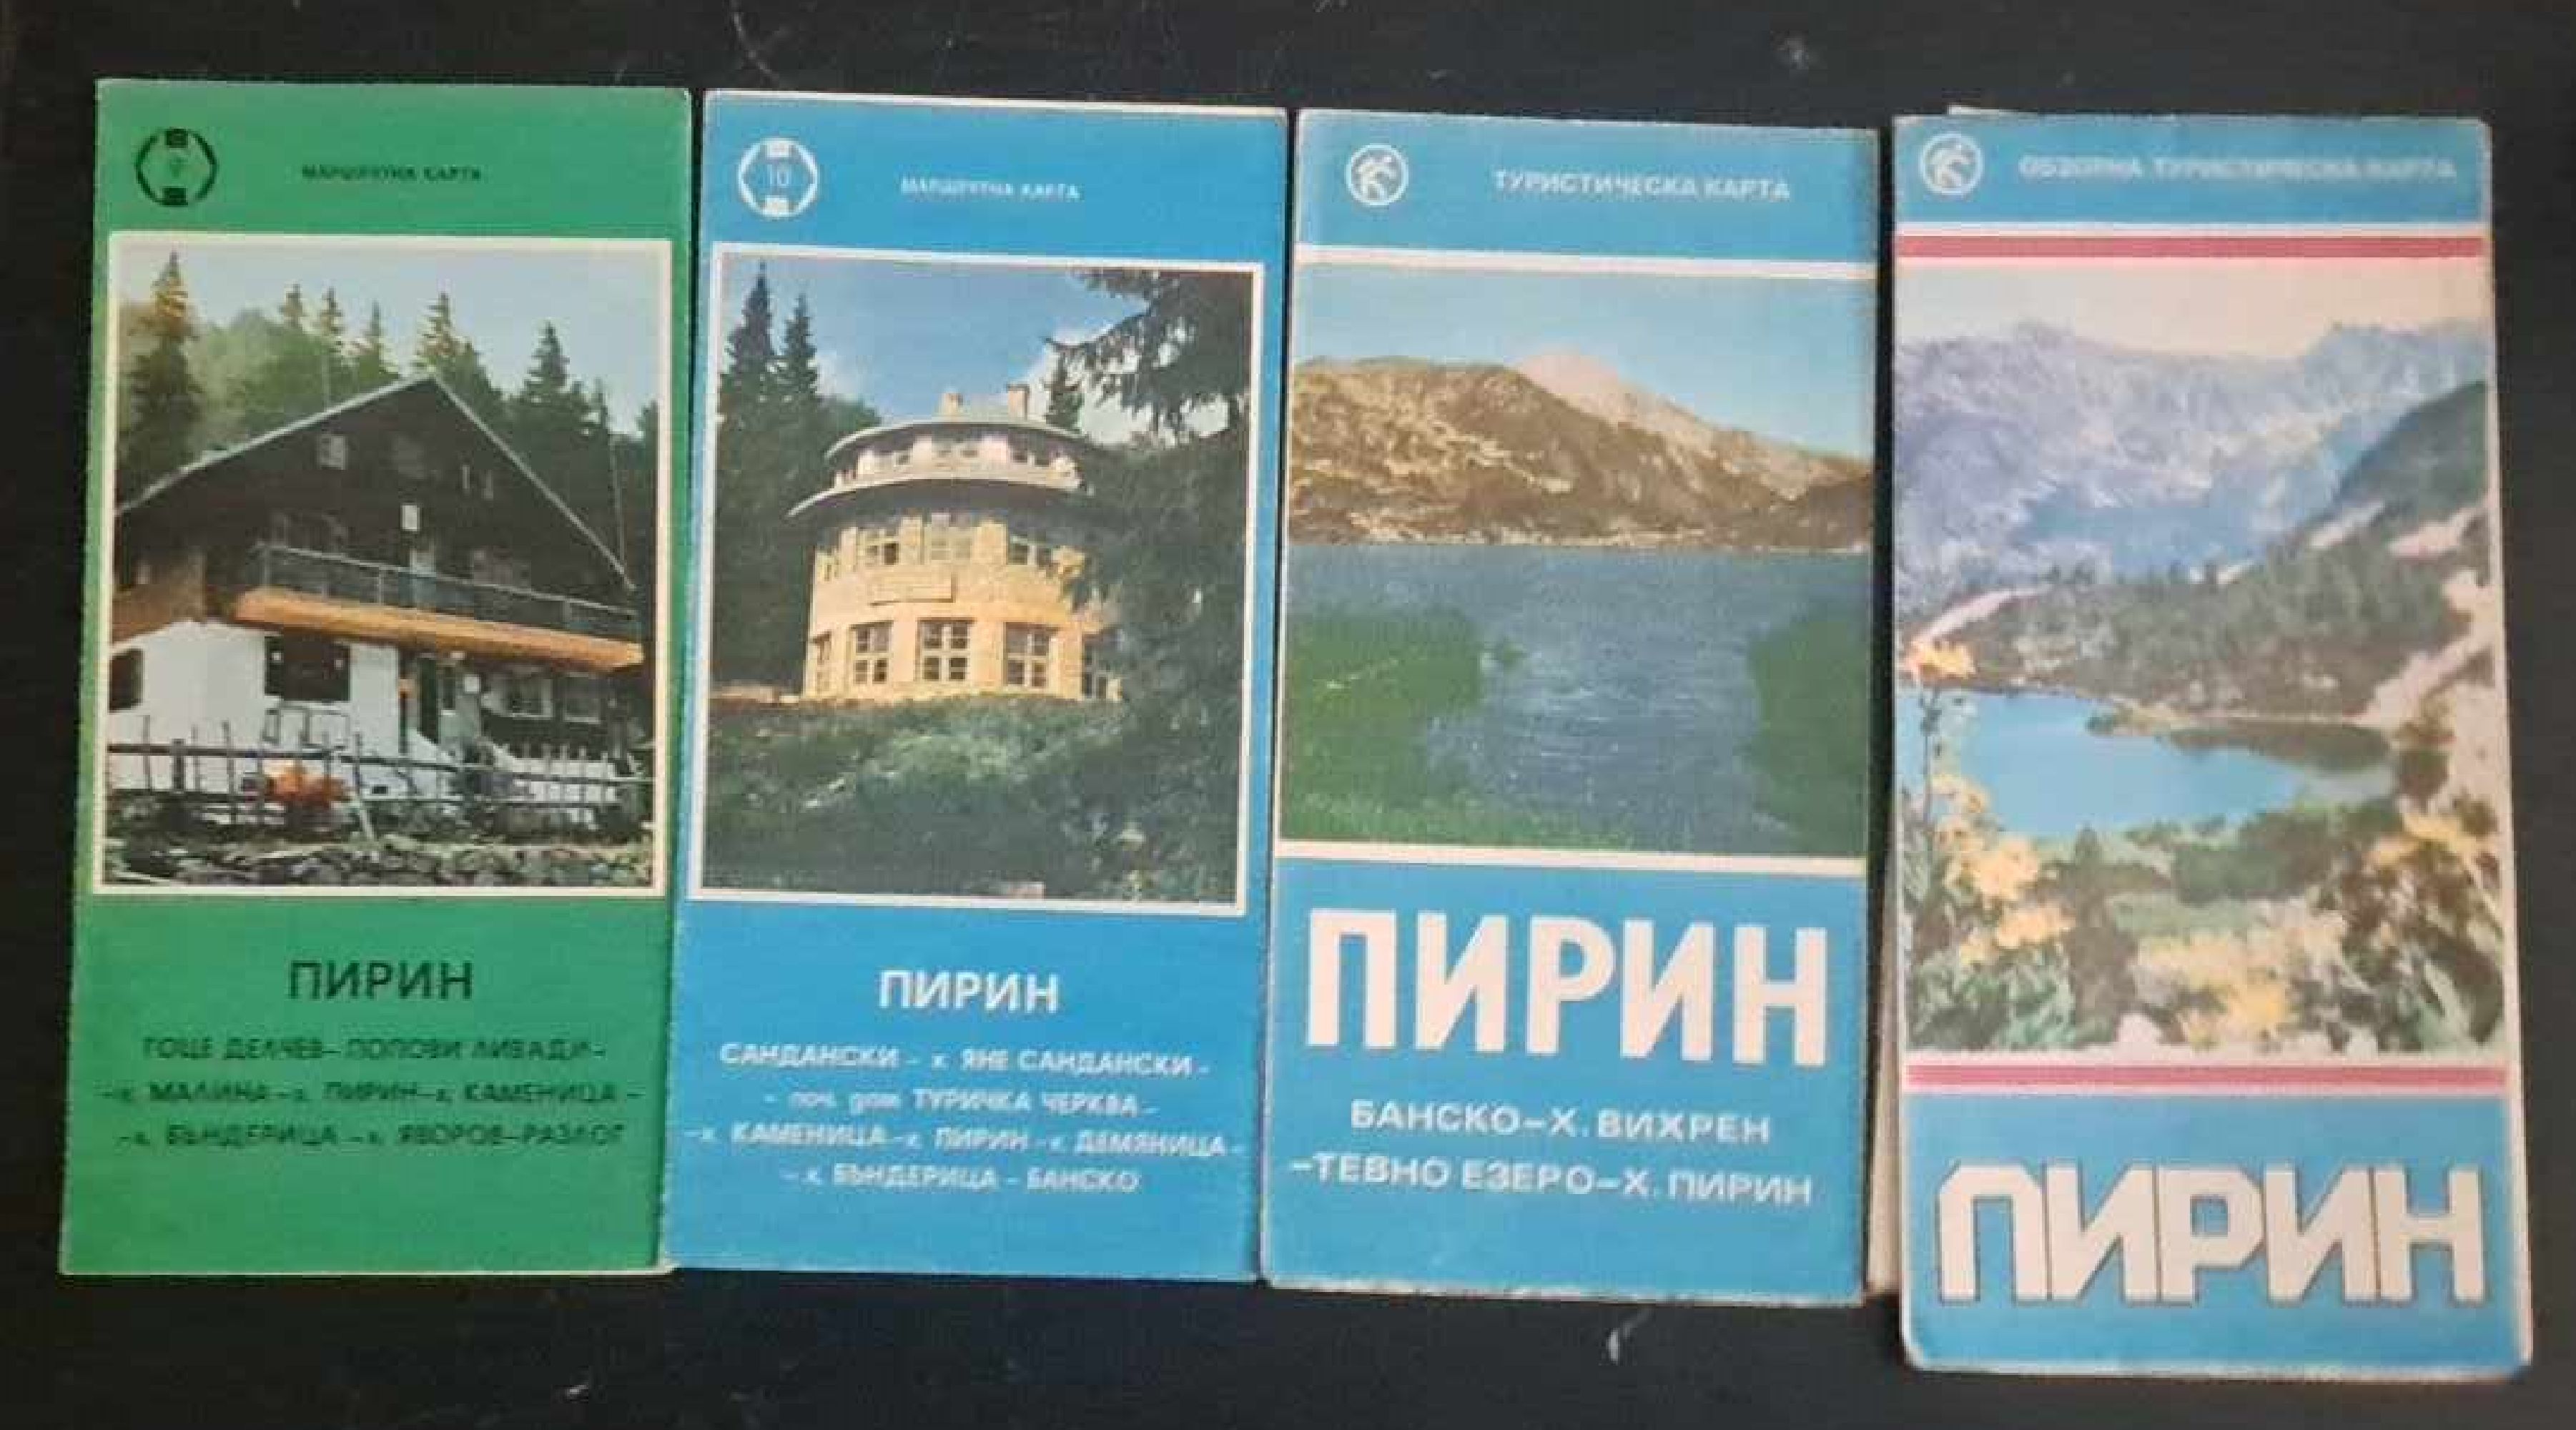 9
МАРШРУТНА КАРТА
ПИРИН
ГОЦЕ ДЕЛЧЕВ–ПОПОВИ ЛИВАДИ–
–х. МАЛИНА–х. ПИРИН–х. КАМЕНИЦА–
–х. БЪНДЕРИЦА–х. ЯВОРОВ–РАЗЛОГ
10
МАРШРУТНА КАРТА
ПИРИН
САНДАНСКИ – х. ЯНЕ САНДАНСКИ –
– поч. дом ТУРИЧКА ЧЕРКВА –
–х. КАМЕНИЦА–х. ПИРИН–х. ДЕМЯНИЦА–
–х. БЪНДЕРИЦА – БАНСКО
ТУРИСТИЧЕСКА КАРТА
ПИРИН
БАНСКО–Х. ВИХРЕН
–ТЕВНО ЕЗЕРО–Х. ПИРИН
ОБЗОРНА ТУРИСТИЧЕСКА КАРТА
ПИРИН